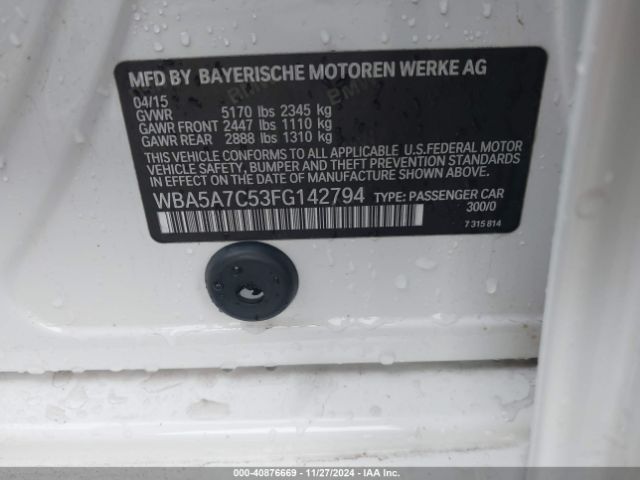 MFD BY BAYERISCHE MOTOREN WERKE AG
04/15
GVWR 5170 lbs 2345 kg
GAWR FRONT 2447 lbs 1110 kg
GAWR REAR 2888 lbs 1310 kg
THIS VEHICLE CONFORMS TO ALL APPLICABLE U.S.FEDERAL MOTOR
VEHICLE SAFETY, BUMPER AND THEFT PREVENTION STANDARDS
IN EFFECT ON THE DATE OF MANUFACTURE SHOWN ABOVE.
WBA5A7C53FG142794 TYPE: PASSENGER CAR
300/0
7 315 814
000-40876669 - 11/27/2024 - IAA Inc.